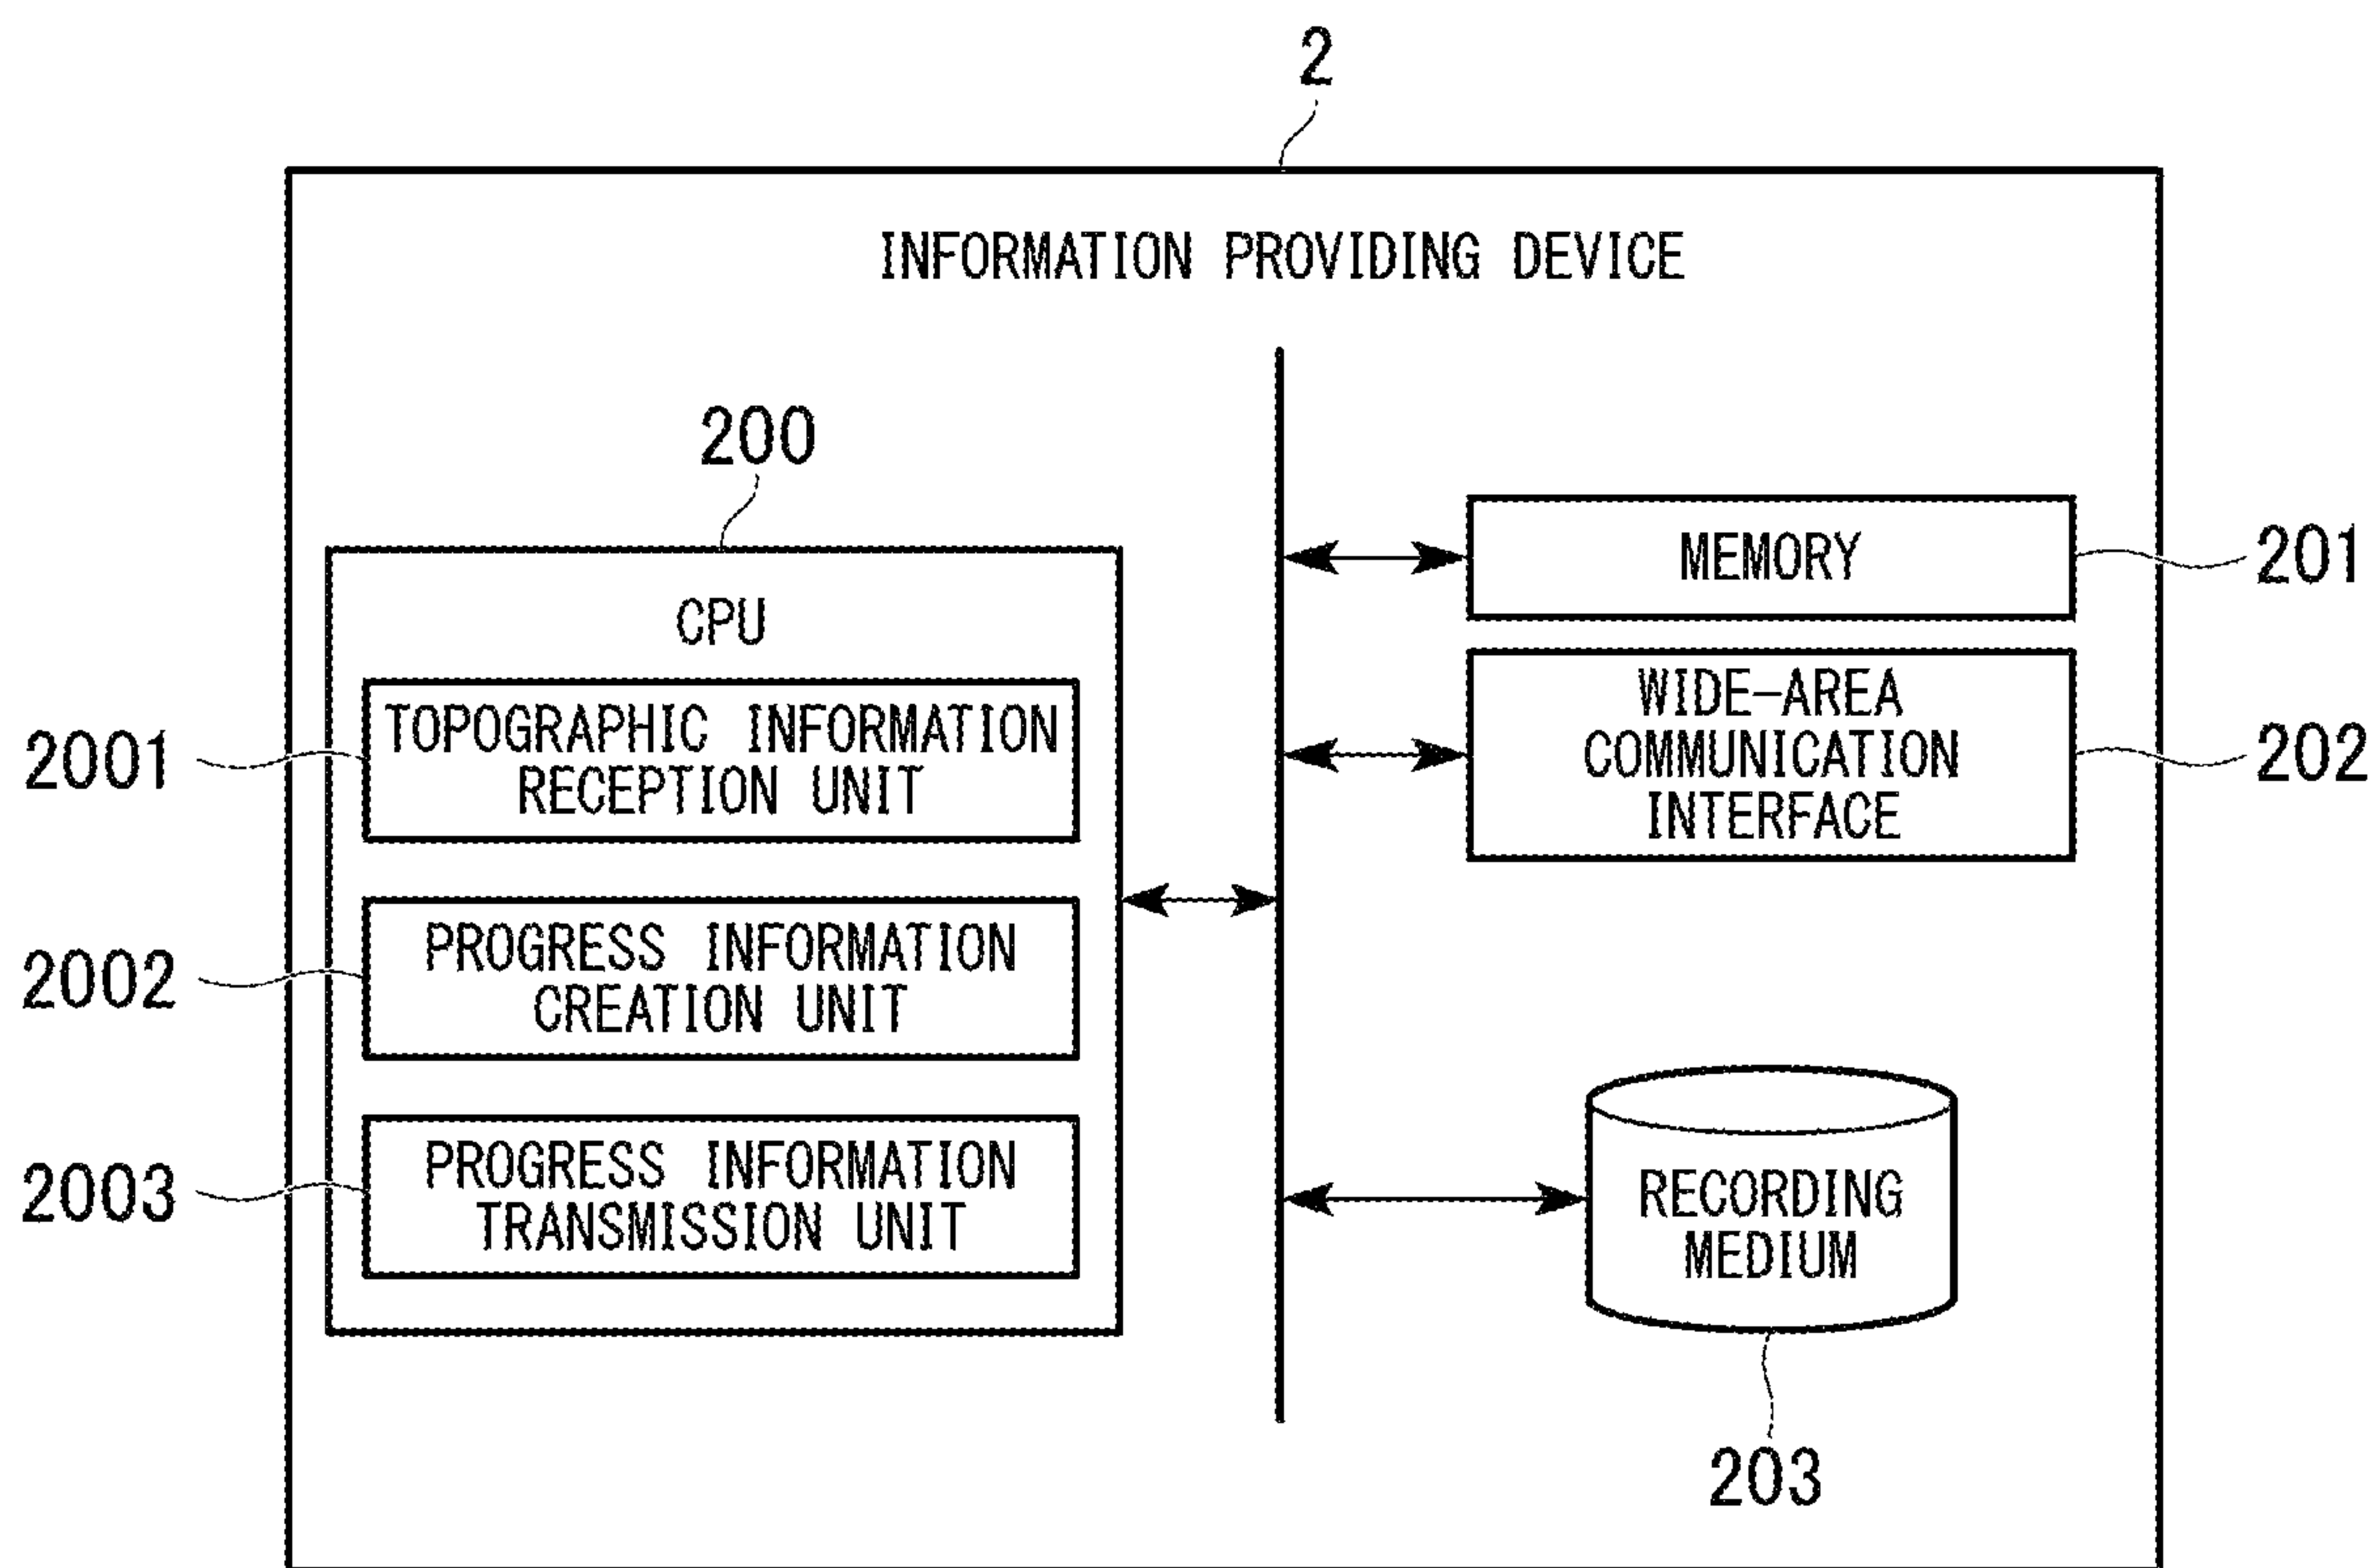 2
INFORMATION PROVIDING DEVICE
200
CPU
2001
TOPOGRAPHIC INFORMATION
RECEPTION UNIT
2002
PROGRESS INFORMATION
CREATION UNIT
2003
PROGRESS INFORMATION
TRANSMISSION UNIT
MEMORY
201
WIDE-AREA
COMMUNICATION
INTERFACE
202
RECORDING
MEDIUM
203